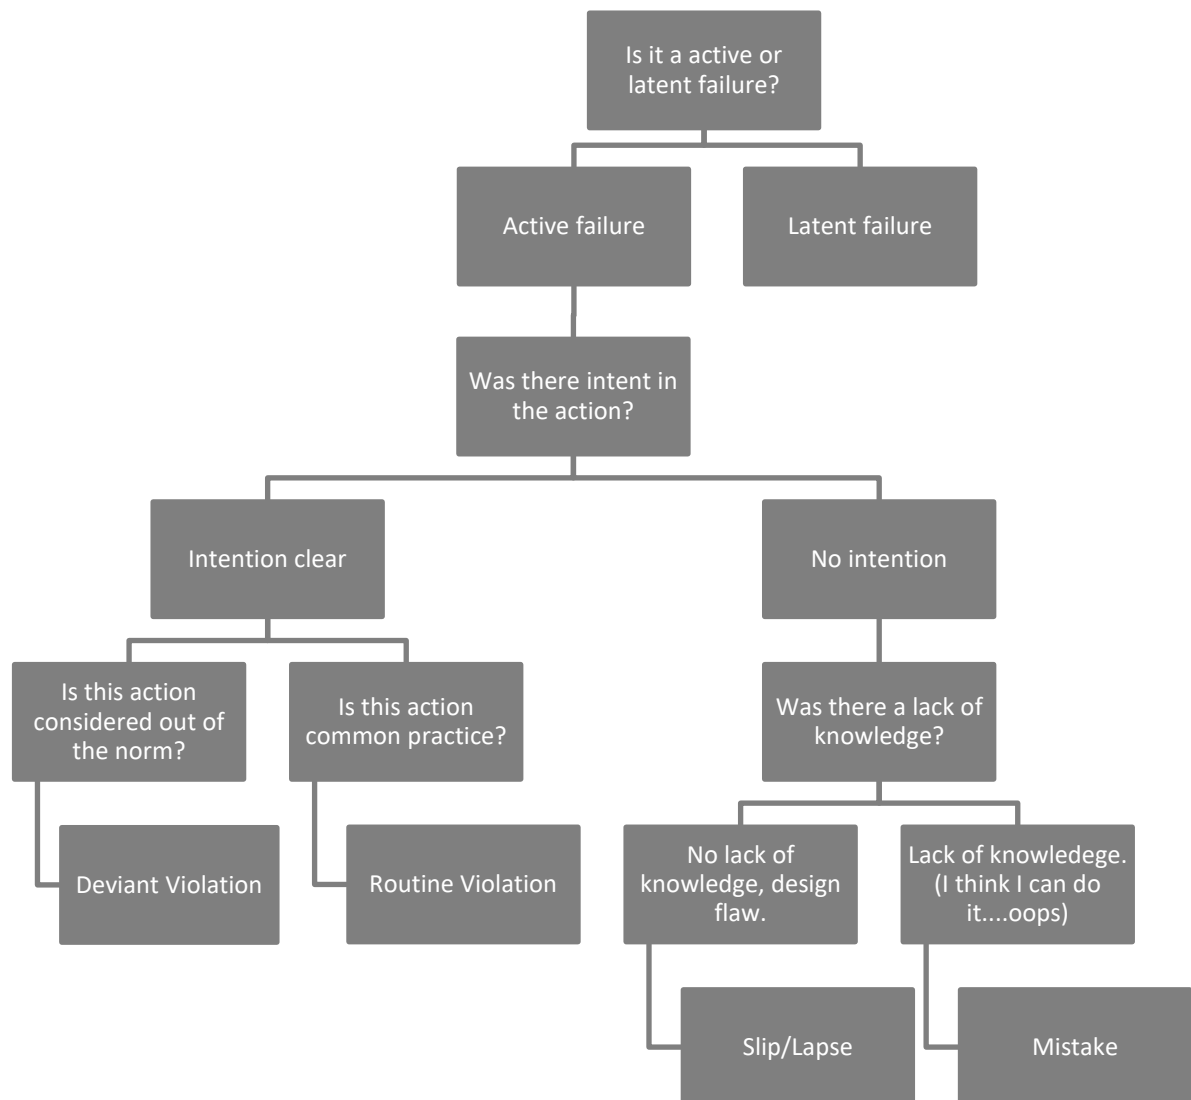 Is it a active or
latent failure?
Active failure
Latent failure
Was there intent in
the action?
Intention clear
No intention
Is this action
considered out of
the norm?
Is this action
common practice?
Was there a lack of
knowledge?
Deviant Violation
Routine Violation
No lack of
knowledge, design
flaw.
Lack of knowledege.
(I think I can do
it....oops)
Slip/Lapse
Mistake